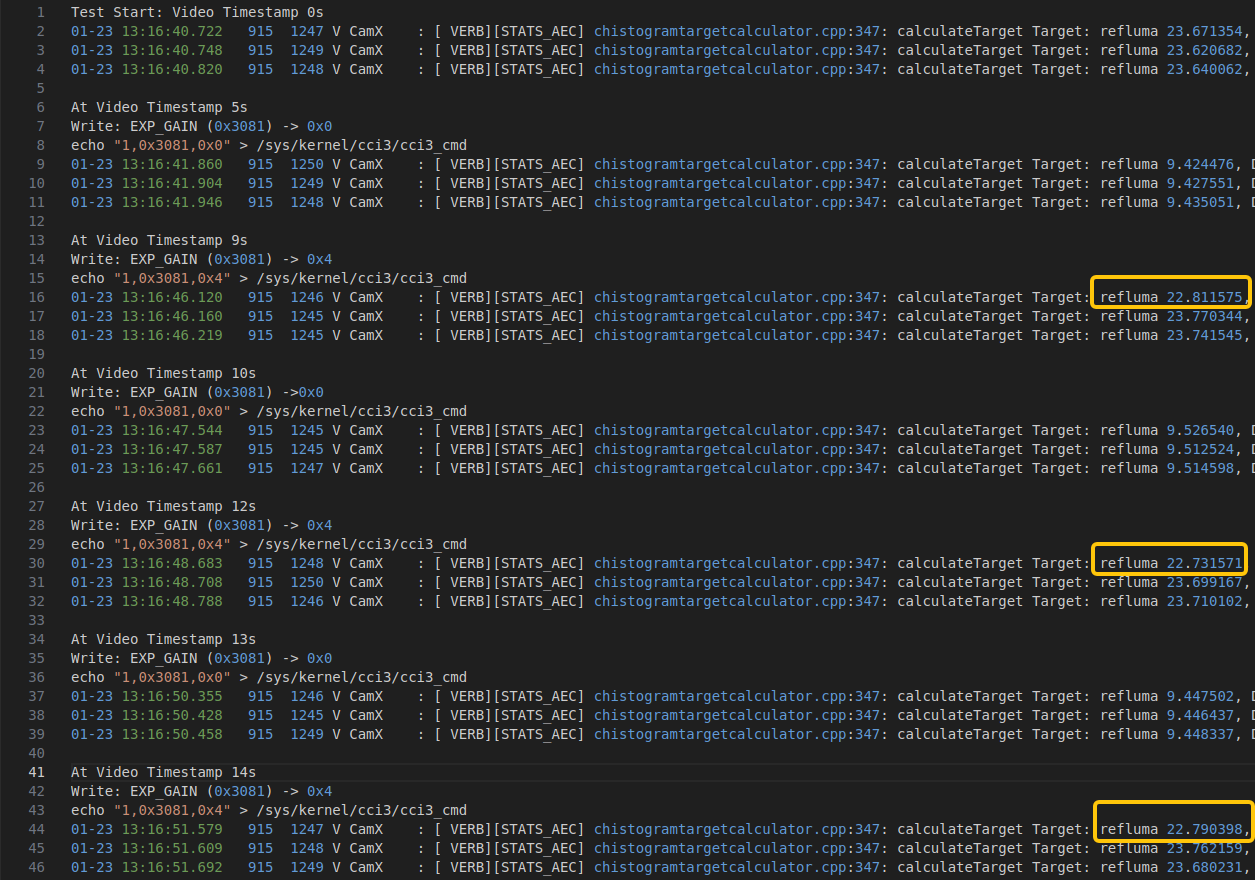 1 Test Start: Video Timestamp 0s
2 01-23 13:16:40.722 915 1247 V CamX : [ VERB][STATS_AEC] chistogramtargetcalculator.cpp:347: calculateTarget Target: refluma 23.671354,
3 01-23 13:16:40.748 915 1249 V CamX : [ VERB][STATS_AEC] chistogramtargetcalculator.cpp:347: calculateTarget Target: refluma 23.620682,
4 01-23 13:16:40.820 915 1248 V CamX : [ VERB][STATS_AEC] chistogramtargetcalculator.cpp:347: calculateTarget Target: refluma 23.640062,
5
6 At Video Timestamp 5s
7 Write: EXP_GAIN (0x3081) -> 0x0
8 echo "1,0x3081,0x0" > /sys/kernel/cci3/cci3_cmd
9 01-23 13:16:41.860 915 1250 V CamX : [ VERB][STATS_AEC] chistogramtargetcalculator.cpp:347: calculateTarget Target: refluma 9.424476, D
10 01-23 13:16:41.904 915 1249 V CamX : [ VERB][STATS_AEC] chistogramtargetcalculator.cpp:347: calculateTarget Target: refluma 9.427551, D
11 01-23 13:16:41.946 915 1248 V CamX : [ VERB][STATS_AEC] chistogramtargetcalculator.cpp:347: calculateTarget Target: refluma 9.435051, D
12
13 At Video Timestamp 9s
14 Write: EXP_GAIN (0x3081) -> 0x4
15 echo "1,0x3081,0x4" > /sys/kernel/cci3/cci3_cmd
16 01-23 13:16:46.120 915 1246 V CamX : [ VERB][STATS_AEC] chistogramtargetcalculator.cpp:347: calculateTarget Target: refluma 22.811575,
17 01-23 13:16:46.160 915 1245 V CamX : [ VERB][STATS_AEC] chistogramtargetcalculator.cpp:347: calculateTarget Target: refluma 23.770344,
18 01-23 13:16:46.219 915 1245 V CamX : [ VERB][STATS_AEC] chistogramtargetcalculator.cpp:347: calculateTarget Target: refluma 23.741545,
19
20 At Video Timestamp 10s
21 Write: EXP_GAIN (0x3081) ->0x0
22 echo "1,0x3081,0x0" > /sys/kernel/cci3/cci3_cmd
23 01-23 13:16:47.544 915 1245 V CamX : [ VERB][STATS_AEC] chistogramtargetcalculator.cpp:347: calculateTarget Target: refluma 9.526540, D
24 01-23 13:16:47.587 915 1245 V CamX : [ VERB][STATS_AEC] chistogramtargetcalculator.cpp:347: calculateTarget Target: refluma 9.512524, D
25 01-23 13:16:47.661 915 1247 V CamX : [ VERB][STATS_AEC] chistogramtargetcalculator.cpp:347: calculateTarget Target: refluma 9.514598, D
26
27 At Video Timestamp 12s
28 Write: EXP_GAIN (0x3081) -> 0x4
29 echo "1,0x3081,0x4" > /sys/kernel/cci3/cci3_cmd
30 01-23 13:16:48.683 915 1248 V CamX : [ VERB][STATS_AEC] chistogramtargetcalculator.cpp:347: calculateTarget Target: refluma 22.731571
31 01-23 13:16:48.708 915 1250 V CamX : [ VERB][STATS_AEC] chistogramtargetcalculator.cpp:347: calculateTarget Target: refluma 23.699167,
32 01-23 13:16:48.788 915 1246 V CamX : [ VERB][STATS_AEC] chistogramtargetcalculator.cpp:347: calculateTarget Target: refluma 23.710102,
33
34 At Video Timestamp 13s
35 Write: EXP_GAIN (0x3081) -> 0x0
36 echo "1,0x3081,0x0" > /sys/kernel/cci3/cci3_cmd
37 01-23 13:16:50.355 915 1246 V CamX : [ VERB][STATS_AEC] chistogramtargetcalculator.cpp:347: calculateTarget Target: refluma 9.447502, D
38 01-23 13:16:50.428 915 1245 V CamX : [ VERB][STATS_AEC] chistogramtargetcalculator.cpp:347: calculateTarget Target: refluma 9.446437, D
39 01-23 13:16:50.458 915 1249 V CamX : [ VERB][STATS_AEC] chistogramtargetcalculator.cpp:347: calculateTarget Target: refluma 9.448337, D
40
41 At Video Timestamp 14s
42 Write: EXP_GAIN (0x3081) -> 0x4
43 echo "1,0x3081,0x4" > /sys/kernel/cci3/cci3_cmd
44 01-23 13:16:51.579 915 1247 V CamX : [ VERB][STATS_AEC] chistogramtargetcalculator.cpp:347: calculateTarget Target: refluma 22.790398,
45 01-23 13:16:51.609 915 1248 V CamX : [ VERB][STATS_AEC] chistogramtargetcalculator.cpp:347: calculateTarget Target: refluma 23.762159,
46 01-23 13:16:51.692 915 1249 V CamX : [ VERB][STATS_AEC] chistogramtargetcalculator.cpp:347: calculateTarget Target: refluma 23.680231,